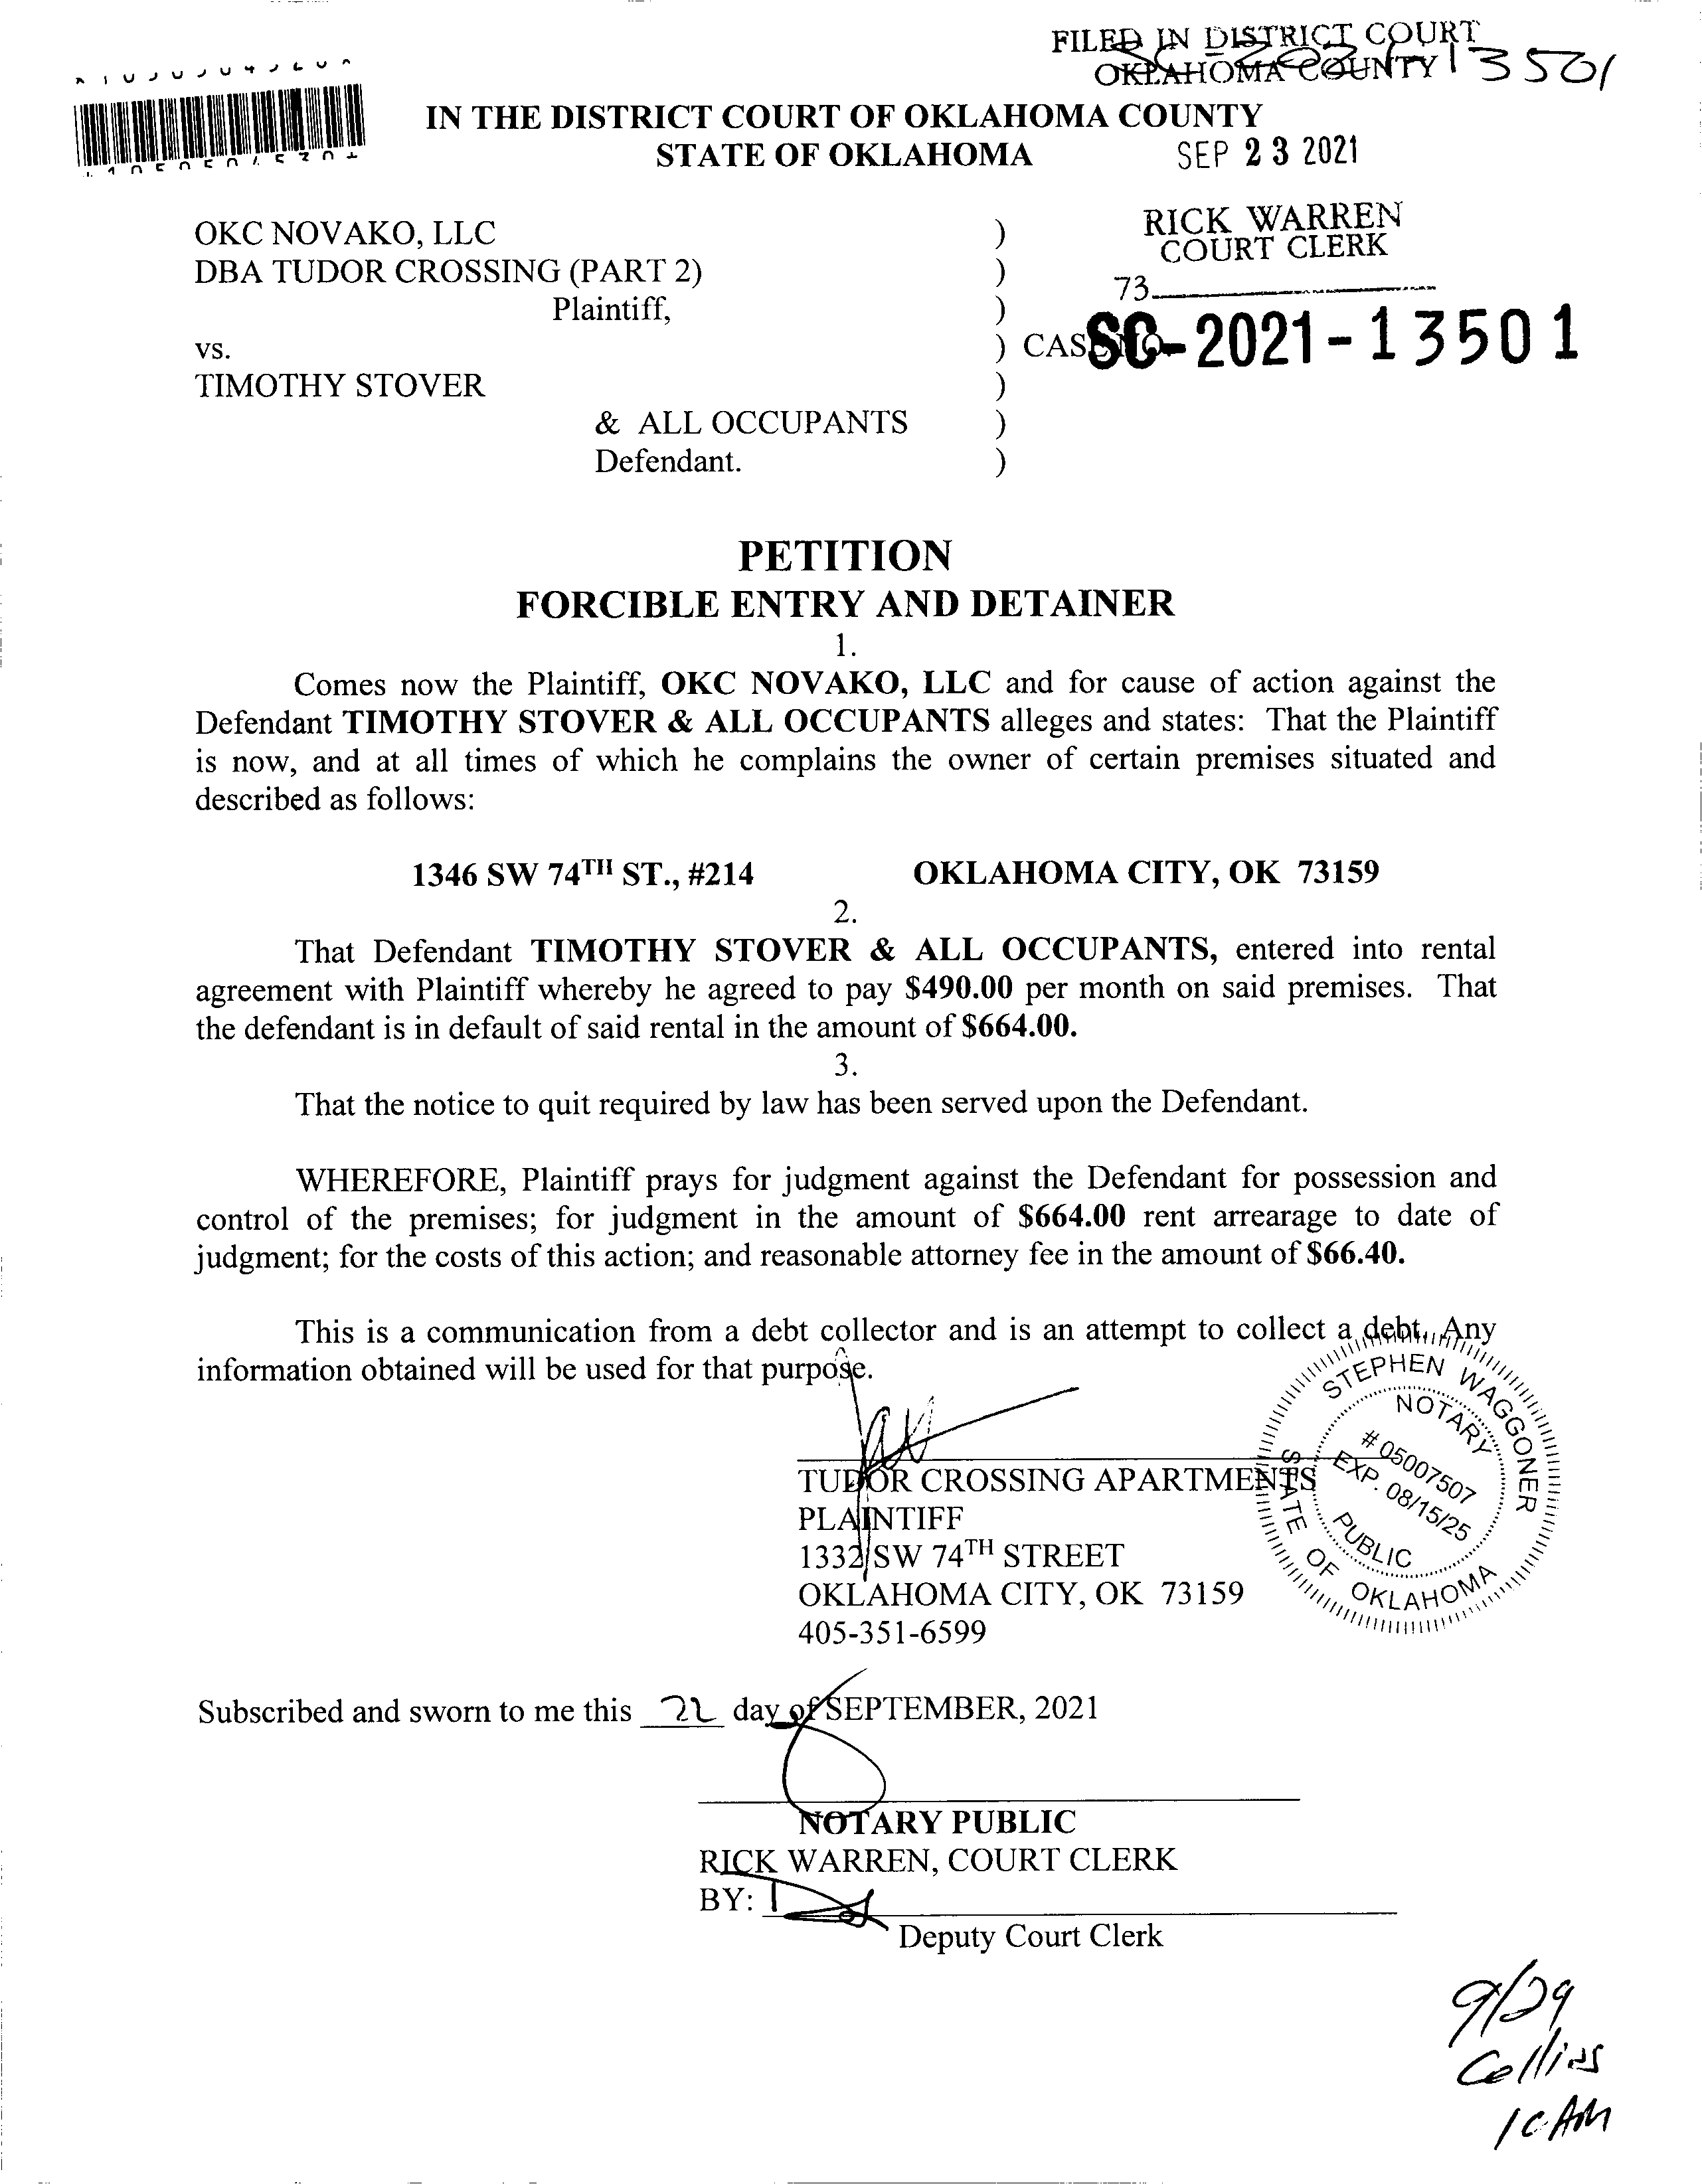 FILED IN DISTRICT COURT
OKLAHOMA COUNTY
13501
IN THE DISTRICT COURT OF OKLAHOMA COUNTY
STATE OF OKLAHOMA
SEP 23 2021
RICK WARREN
COURT CLERK
73
OKC NOVAKO, LLC )
DBA TUDOR CROSSING (PART 2) )
Plaintiff, )
vs. ) CASE NO. SC-2021-13501
TIMOTHY STOVER )
& ALL OCCUPANTS )
Defendant. )
PETITION
FORCIBLE ENTRY AND DETAINER
1.
Comes now the Plaintiff, OKC NOVAKO, LLC and for cause of action against the
Defendant TIMOTHY STOVER & ALL OCCUPANTS alleges and states: That the Plaintiff
is now, and at all times of which he complains the owner of certain premises situated and
described as follows:
1346 SW 74TH ST., #214 OKLAHOMA CITY, OK 73159
2.
That Defendant TIMOTHY STOVER & ALL OCCUPANTS, entered into rental
agreement with Plaintiff whereby he agreed to pay $490.00 per month on said premises. That
the defendant is in default of said rental in the amount of $664.00.
3.
That the notice to quit required by law has been served upon the Defendant.
WHEREFORE, Plaintiff prays for judgment against the Defendant for possession and
control of the premises; for judgment in the amount of $664.00 rent arrearage to date of
judgment; for the costs of this action; and reasonable attorney fee in the amount of $66.40.
This is a communication from a debt collector and is an attempt to collect a debt. Any
information obtained will be used for that purpose.
TUDOR CROSSING APARTMENTS
PLAINTIFF
1332 SW 74TH STREET
OKLAHOMA CITY, OK 73159
405-351-6599
STEPHEN WAGGONER
NOTARY
# 05007507
EXP. 08/15/25
PUBLIC
STATE OF OKLAHOMA
Subscribed and sworn to me this 22 day of SEPTEMBER, 2021
NOTARY PUBLIC
RICK WARREN, COURT CLERK
BY:
Deputy Court Clerk
9/29
10 AM